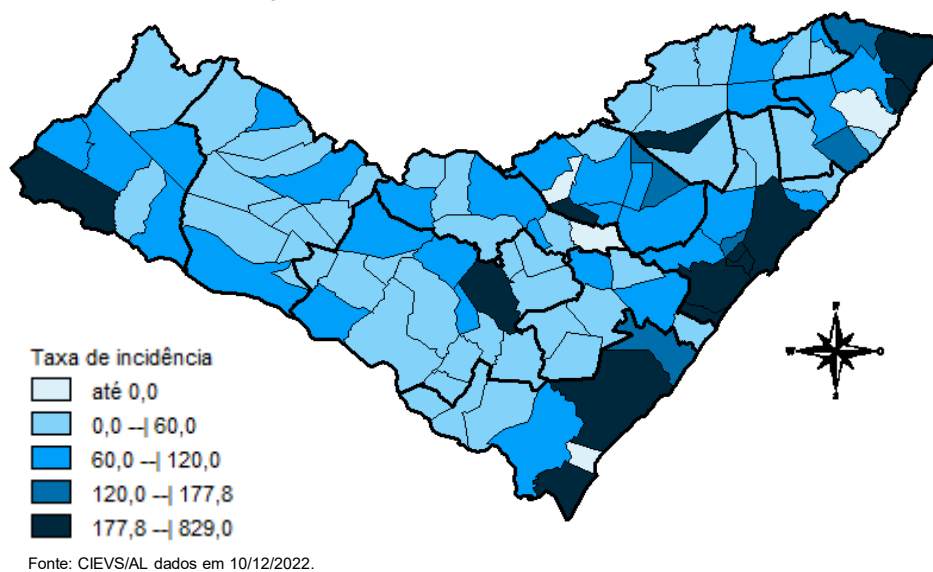 Taxa de incidência
até 0,0
0,0 --| 60,0
60,0 --| 120,0
120,0 --| 177,8
177,8 --| 829,0
Fonte: CIEVS/AL dados em 10/12/2022.